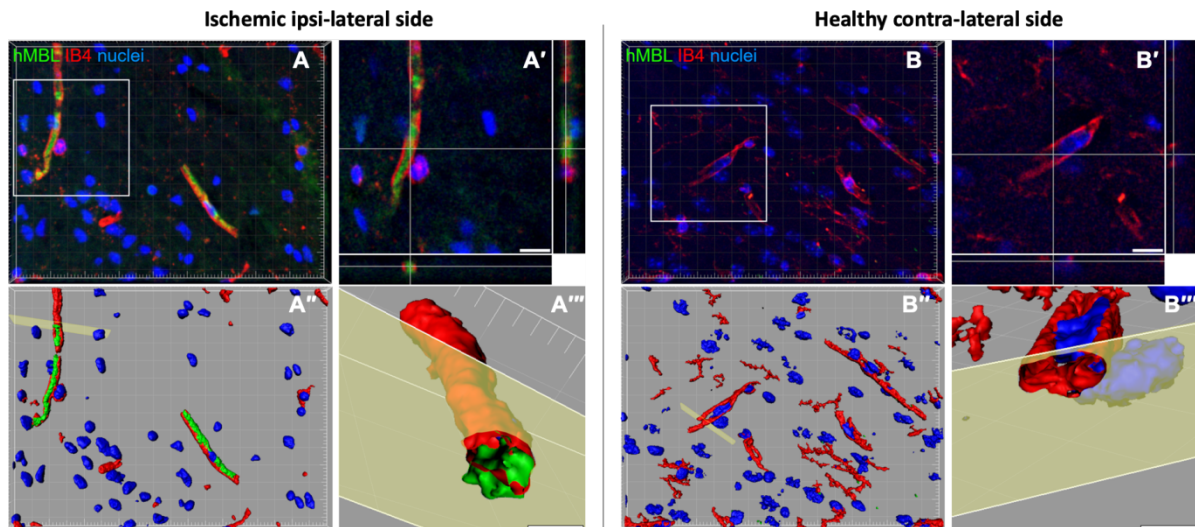 Ischemic ipsi-lateral side
Healthy contra-lateral side
hMBL IB4 nuclei
A
A′
hMBL IB4 nuclei
B
B′
A″
A‴
B″
B‴